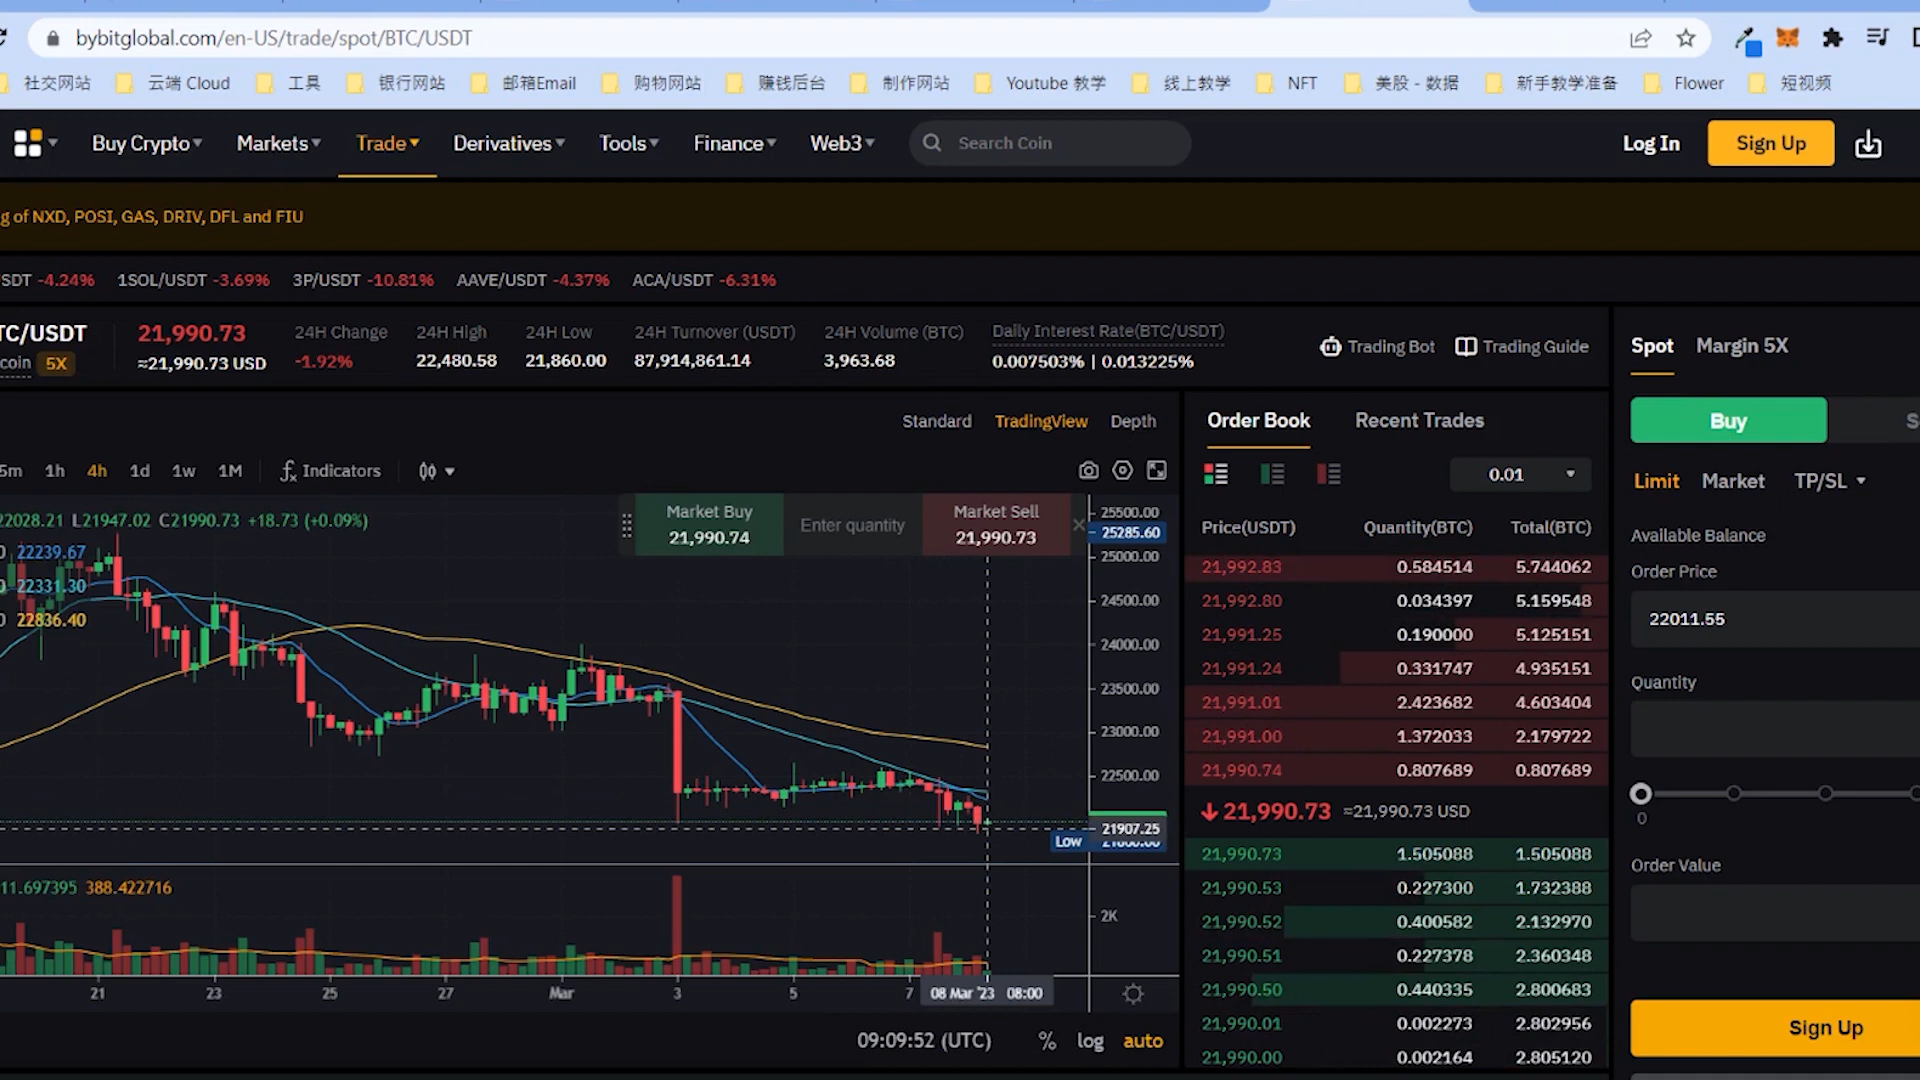 bybitglobal.com/en-US/trade/spot/BTC/USDT
社交网站 云端 Cloud 工具 银行网站 邮箱Email 购物网站 赚钱后台 制作网站 Youtube 教学 线上教学 NFT 美股 - 数据 新手教学准备 Flower 短视频
Buy Crypto Markets Trade Derivatives Tools Finance Web3 Search Coin Log In Sign Up
g of NXD, POSI, GAS, DRIV, DFL and FIU
SDT -4.24% 1SOL/USDT -3.69% 3P/USDT -10.81% AAVE/USDT -4.37% ACA/USDT -6.31%
TC/USDT 21,990.73 24H Change 24H High 24H Low 24H Turnover (USDT) 24H Volume (BTC) Daily Interest Rate(BTC/USDT)
coin 5X ≈21,990.73 USD -1.92% 22,480.58 21,860.00 87,914,861.14 3,963.68 0.007503% | 0.013225%
Trading Bot Trading Guide
Standard TradingView Depth
5m 1h 4h 1d 1w 1M Indicators
22028.21 L21947.02 C21990.73 +18.73 (+0.09%)
0 22239.67
0 22331.30
0 22836.40
Market Buy
21,990.74
Enter quantity
Market Sell
21,990.73
25500.00
25285.60
25000.00
24500.00
24000.00
23500.00
23000.00
22500.00
21907.25
Low 21860.00
11.697395 388.422716
2K
21 23 25 27 Mar 3 5 7 08 Mar '23 08:00
09:09:52 (UTC) % log auto
Order Book Recent Trades
0.01
Price(USDT) Quantity(BTC) Total(BTC)
21,992.83 0.584514 5.744062
21,992.80 0.034397 5.159548
21,991.25 0.190000 5.125151
21,991.24 0.331747 4.935151
21,991.01 2.423682 4.603404
21,991.00 1.372033 2.179722
21,990.74 0.807689 0.807689
21,990.73 ≈21,990.73 USD
21,990.73 1.505088 1.505088
21,990.53 0.227300 1.732388
21,990.52 0.400582 2.132970
21,990.51 0.227378 2.360348
21,990.50 0.440335 2.800683
21,990.01 0.002273 2.802956
21,990.00 0.002164 2.805120
Spot Margin 5X
Buy S
Limit Market TP/SL
Available Balance
Order Price
22011.55
Quantity
0
Order Value
Sign Up